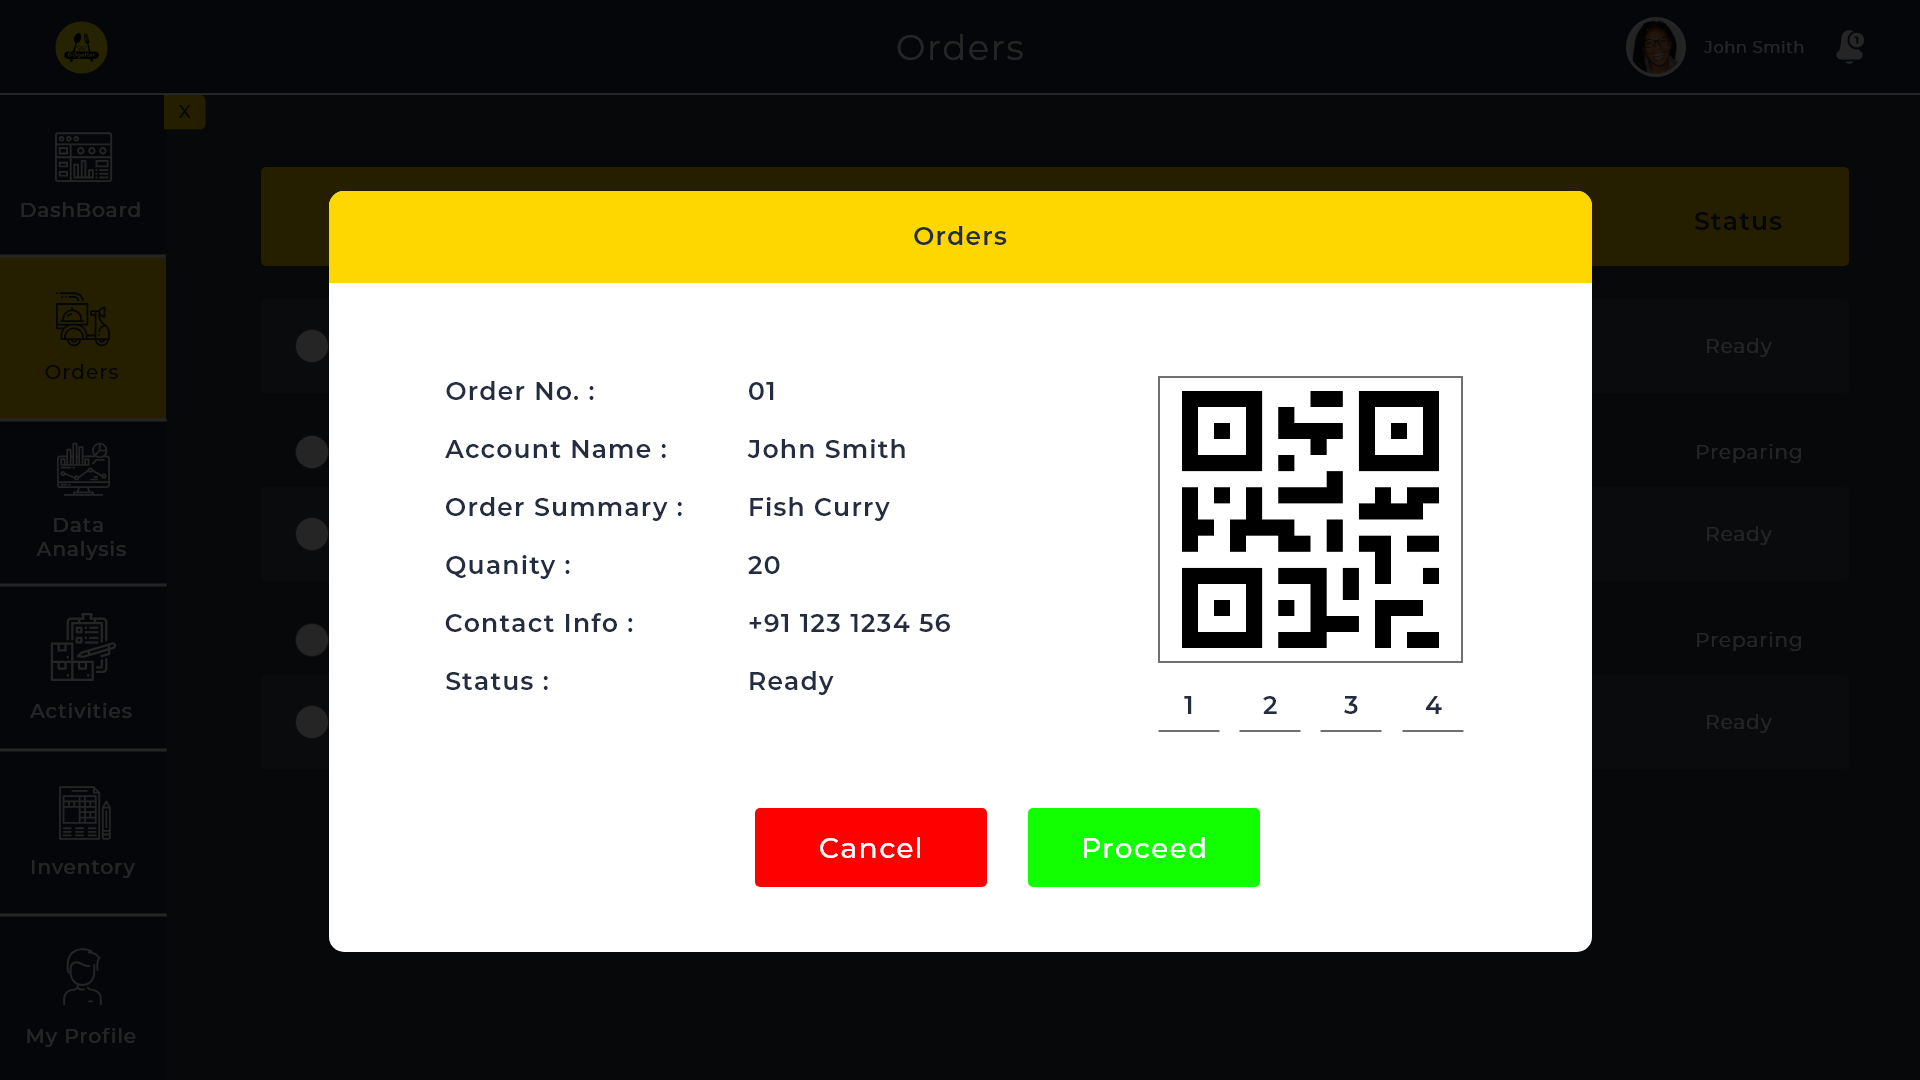 Orders
John Smith
1
X
DashBoard
Orders
Data
Analysis
Activities
Inventory
My Profile
Status
Ready
Preparing
Ready
Preparing
Ready
Orders
Order No. : 01
Account Name : John Smith
Order Summary : Fish Curry
Quanity : 20
Contact Info : +91 123 1234 56
Status : Ready
1 2 3 4
Cancel Proceed